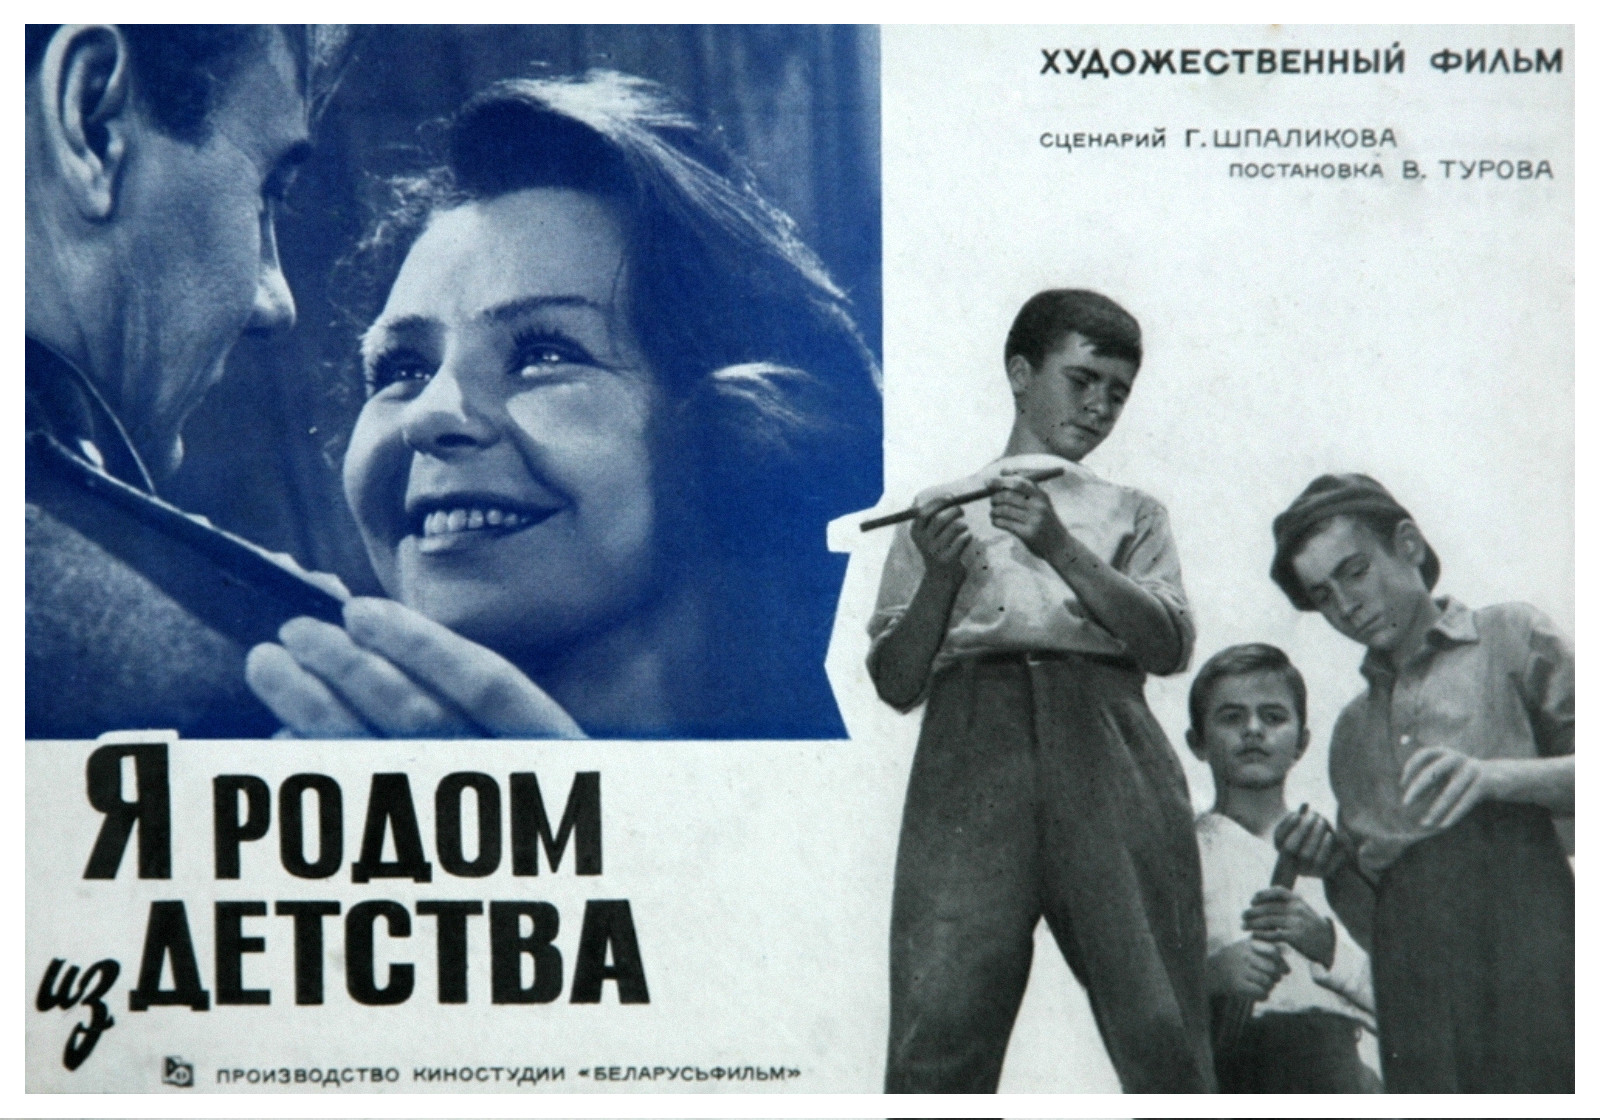 ХУДОЖЕСТВЕННЫЙ ФИЛЬМ
СЦЕНАРИЙ Г. ШПАЛИКОВА
ПОСТАНОВКА В. ТУРОВА
Я РОДОМ
из ДЕТСТВА
ПРОИЗВОДСТВО КИНОСТУДИИ «БЕЛАРУСЬФИЛЬМ»